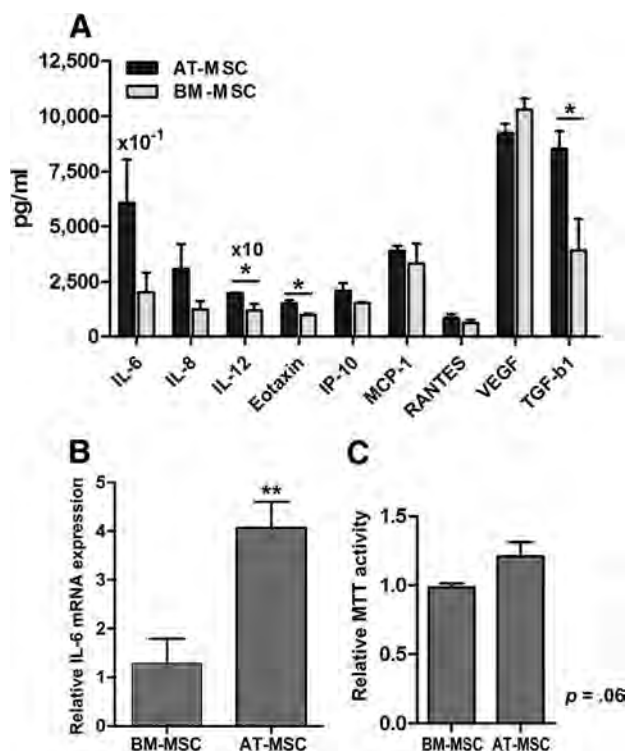 A
12,500
10,000
7,500
5,000
2,500
0
pg/ml
AT-MSC
BM-MSC
x10-1
x10
*
*
*
IL-6
IL-8
IL-12
Eotaxin
IP-10
MCP-1
RANTES
VEGF
TGF-b1
B
Relative IL-6 mRNA expression
5
4
3
2
1
0
**
BM-MSC
AT-MSC
C
Relative MTT activity
1.5
1.0
0.5
0.0
BM-MSC
AT-MSC
p = .06